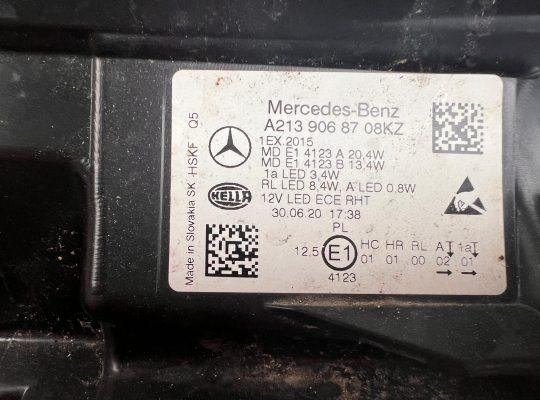 Mercedes-Benz
A213 906 87 08KZ
1EX.2015
MD E1 4123 A 20,4W
MD E1 4123 B 13,4W
1a LED 3,4W
RL LED 8,4W, A LED 0.8W
12V LED ECE RHT
30.06.20 17:38
PL
12,5 E1 HC HR RL A 1a
01 01 00 02 01
4123
HELLA
Made in Slovakia SK -HSKF Q5